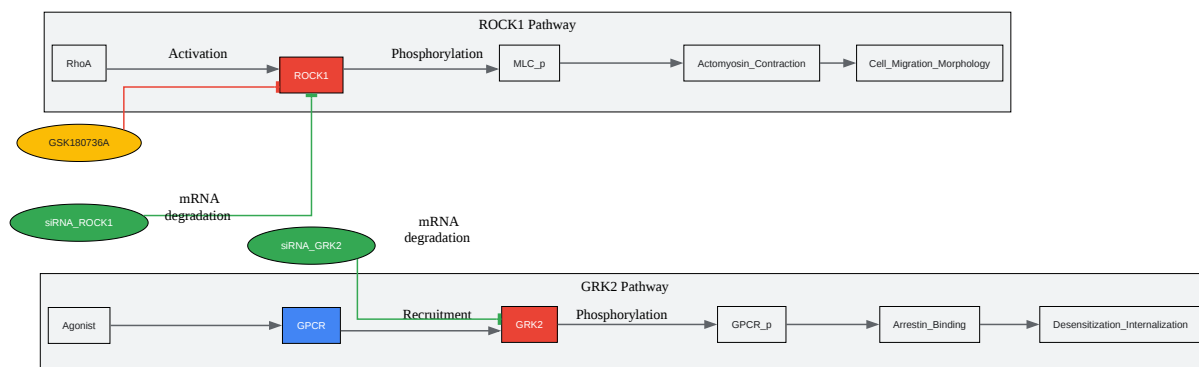 ROCK1 Pathway
RhoA
Activation
ROCK1
Phosphorylation
MLC_p
Actomyosin_Contraction
Cell_Migration_Morphology
GSK180736A
siRNA_ROCK1
mRNA
degradation
siRNA_GRK2
mRNA
degradation
GRK2 Pathway
Agonist
GPCR
Recruitment
GRK2
Phosphorylation
GPCR_p
Arrestin_Binding
Desensitization_Internalization